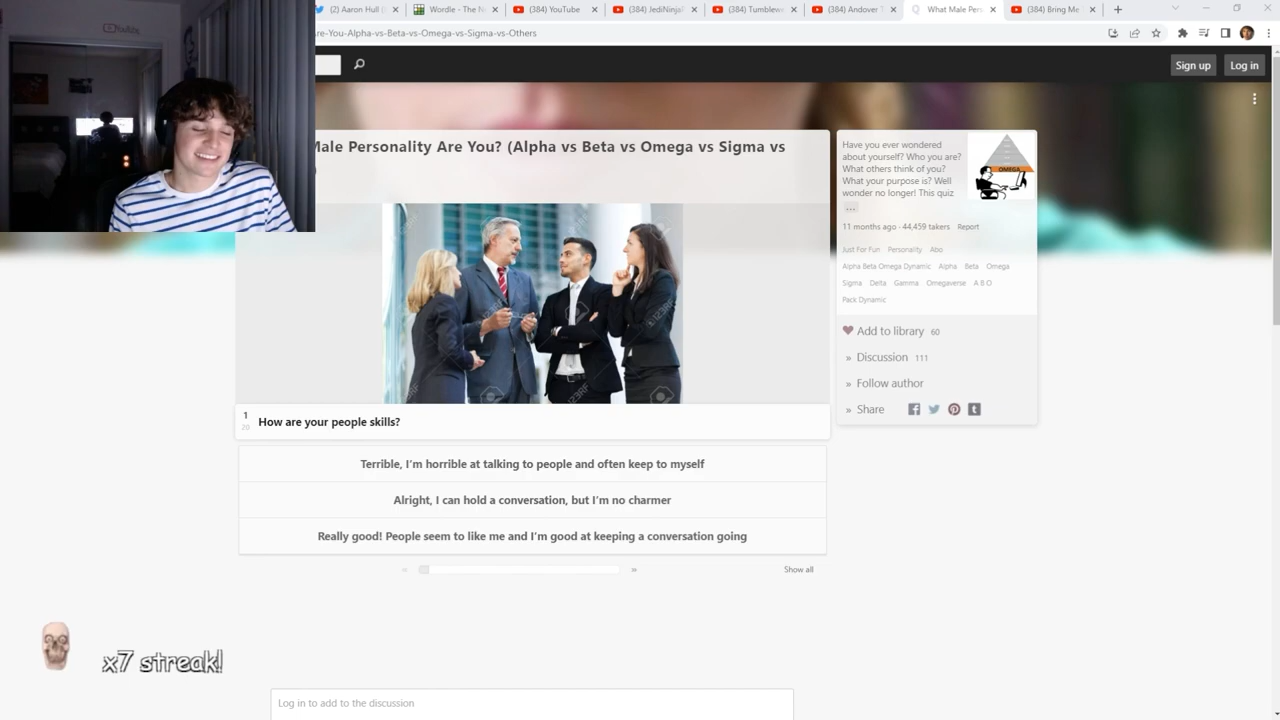 (2) Aaron Hull (
Wordle - The N
(384) YouTube
(384) JediNinja
(384) Tumblew
(384) Andover T
What Male Pers
(384) Bring Me
re-You-Alpha-vs-Beta-vs-Omega-vs-Sigma-vs-Others
YouTube
Sign up
Log in
Male Personality Are You? (Alpha vs Beta vs Omega vs Sigma vs
Have you ever wondered
about yourself? Who you are?
What others think of you?
What your purpose is? Well
wonder no longer! This quiz
...
OMEGA
11 months ago · 44,459 takers Report
Just For Fun Personality Abo
Alpha Beta Omega Dynamic Alpha Beta Omega
Sigma Delta Gamma Omegaverse A B O
Pack Dynamic
Add to library 60
» Discussion 111
» Follow author
» Share
123RF
1
20
How are your people skills?
Terrible, I'm horrible at talking to people and often keep to myself
Alright, I can hold a conversation, but I'm no charmer
Really good! People seem to like me and I'm good at keeping a conversation going
« » Show all
x7 streak!
Log in to add to the discussion